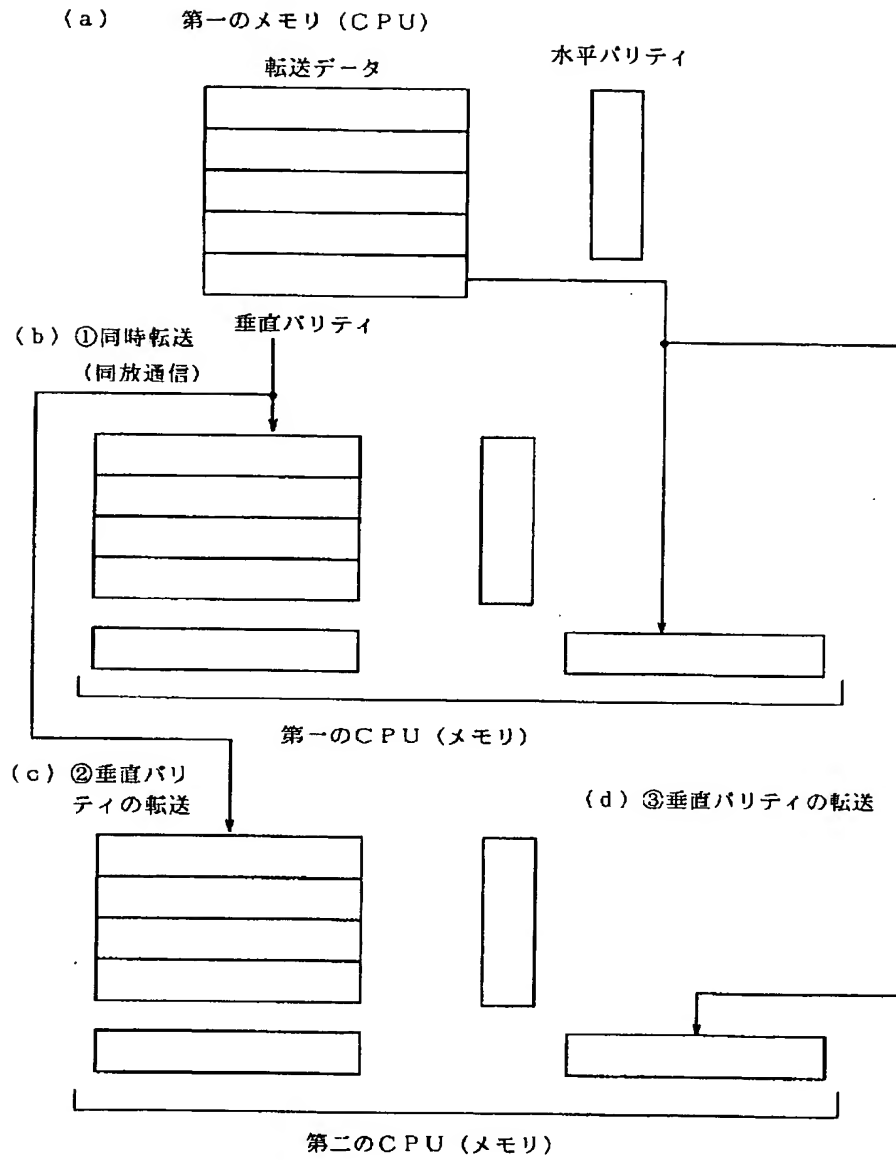 (a) 第一のメモリ(CPU)
転送データ
水平パリティ
垂直パリティ
(b)①同時転送
(同放通信)
第一のCPU(メモリ)
(c)②垂直パリ
ティの転送
(d)③垂直パリティの転送
第二のCPU(メモリ)